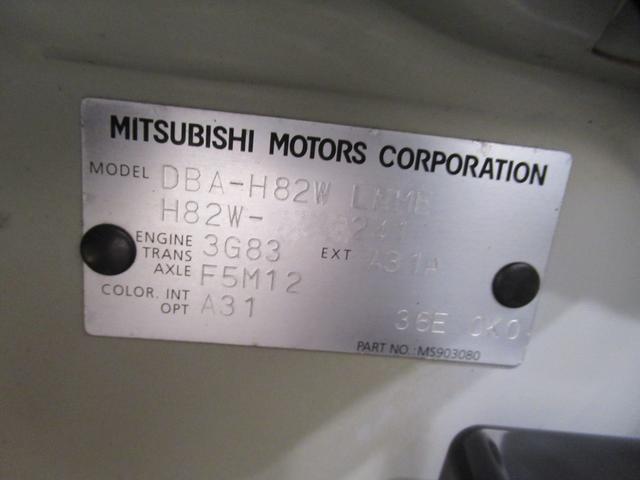 MITSUBISHI MOTORS CORPORATION
MODEL DBA-H82W
H82W-
ENGINE 3G83 EXT A31A
TRANS
AXLE F5M12
COLOR. INT
OPT A31
36E 0K0
PART NO.: MS903080